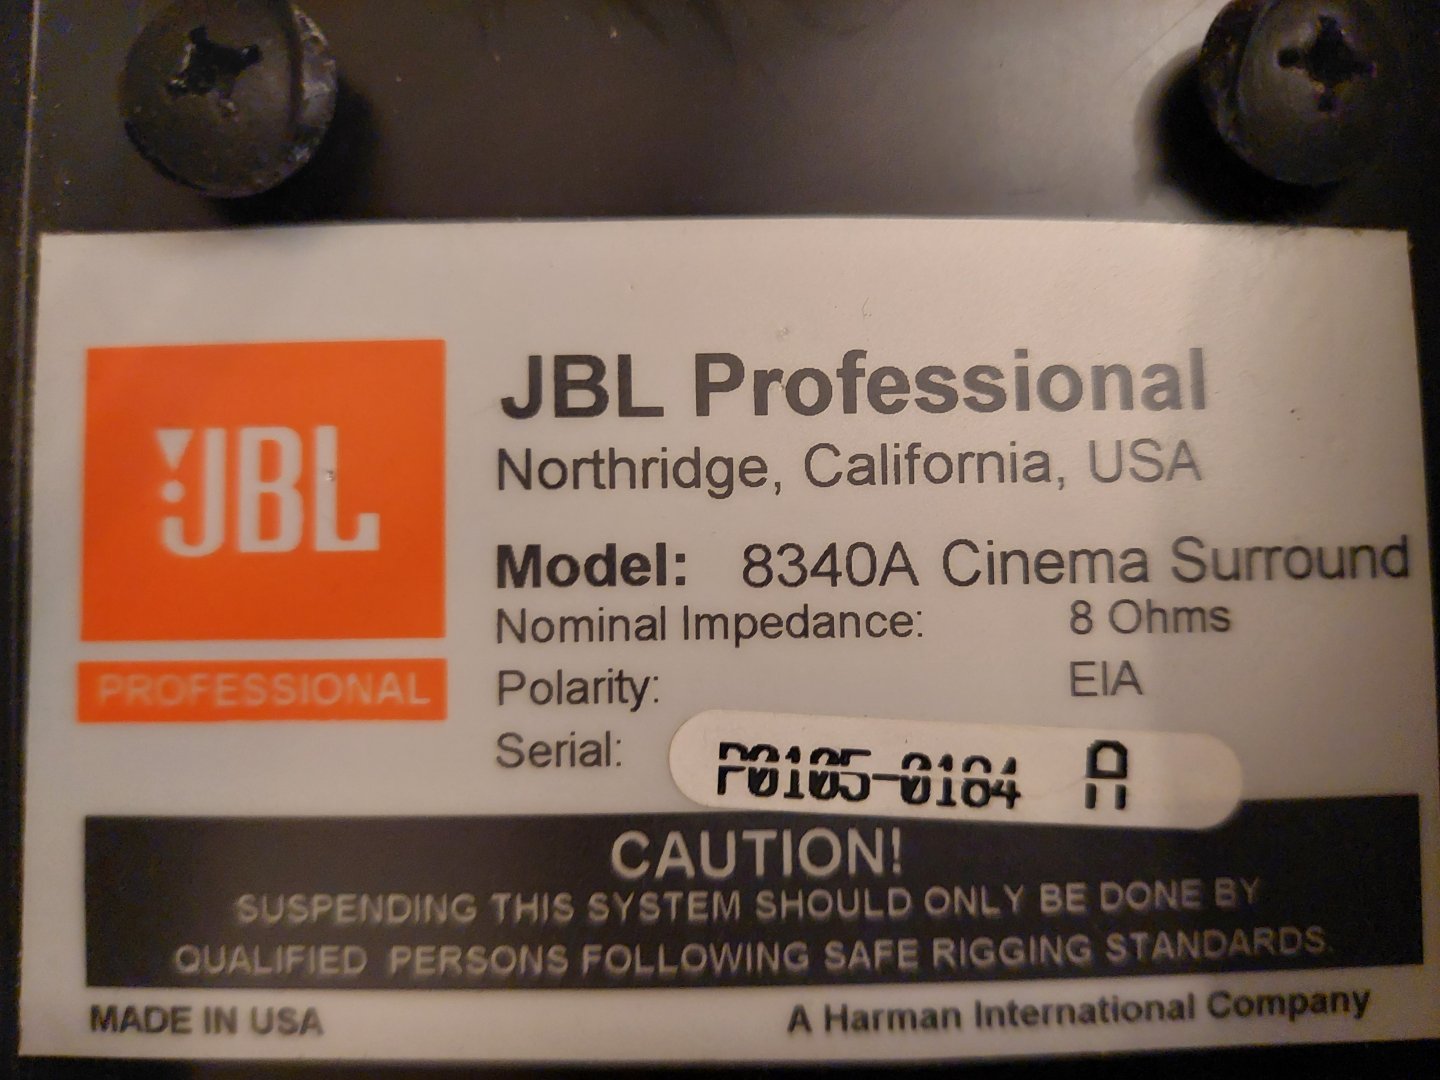 JBL
PROFESSIONAL
JBL Professional
Northridge, California, USA
Model: 8340A Cinema Surround
Nominal Impedance: 8 Ohms
Polarity: EIA
Serial: P0105-0184 A
CAUTION!
SUSPENDING THIS SYSTEM SHOULD ONLY BE DONE BY
QUALIFIED PERSONS FOLLOWING SAFE RIGGING STANDARDS.
MADE IN USA
A Harman International Company